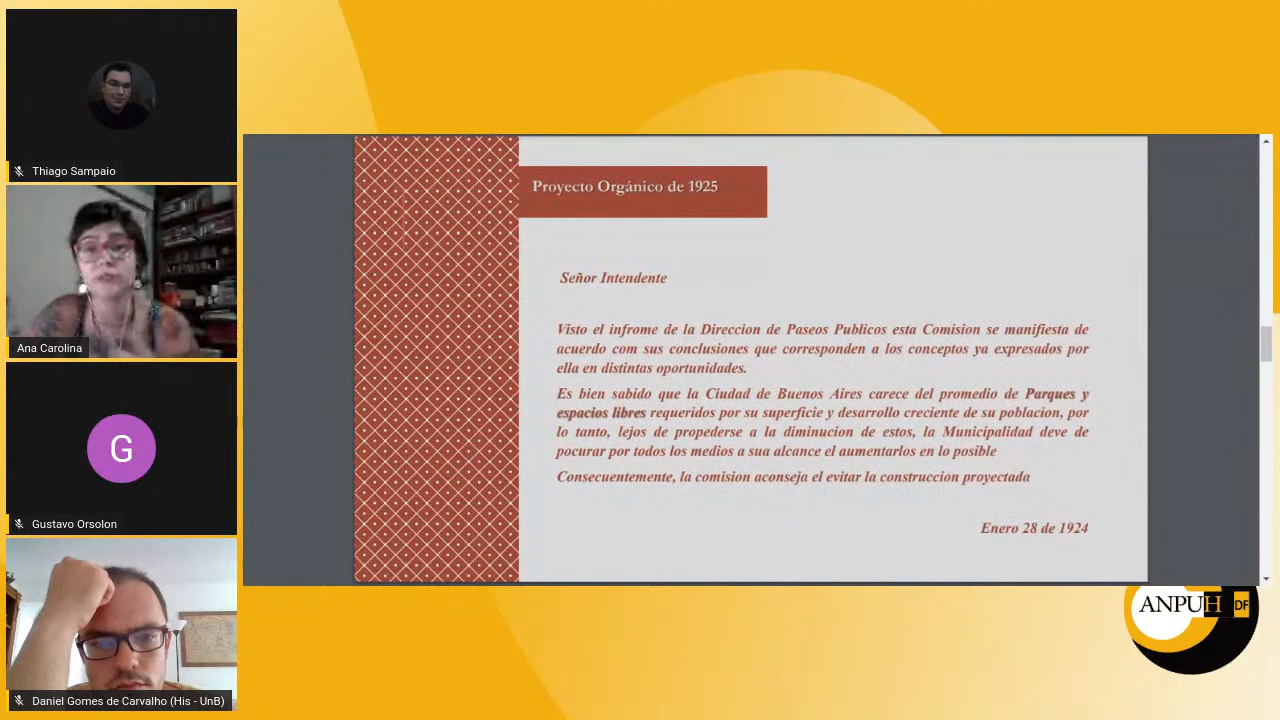 Thiago Sampaio
Ana Carolina
G
Gustavo Orsolon
Daniel Gomes de Carvalho (His - UnB)
Proyecto Orgánico de 1925
Señor Intendente
Visto el infrome de la Direccion de Paseos Publicos esta Comision se manifiesta de
acuerdo com sus conclusiones que corresponden a los conceptos ya expresados por
ella en distintas oportunidades.
Es bien sabido que la Ciudad de Buenos Aires carece del promedio de Parques y
espacios libres requeridos por su superficie y desarrollo creciente de su poblacion, por
lo tanto, lejos de propederse a la diminucion de estos, la Municipalidad deve de
pocurar por todos los medios a sua alcance el aumentarlos en lo posible
Consecuentemente, la comision aconseja el evitar la construccion proyectada
Enero 28 de 1924
ANPUH DF